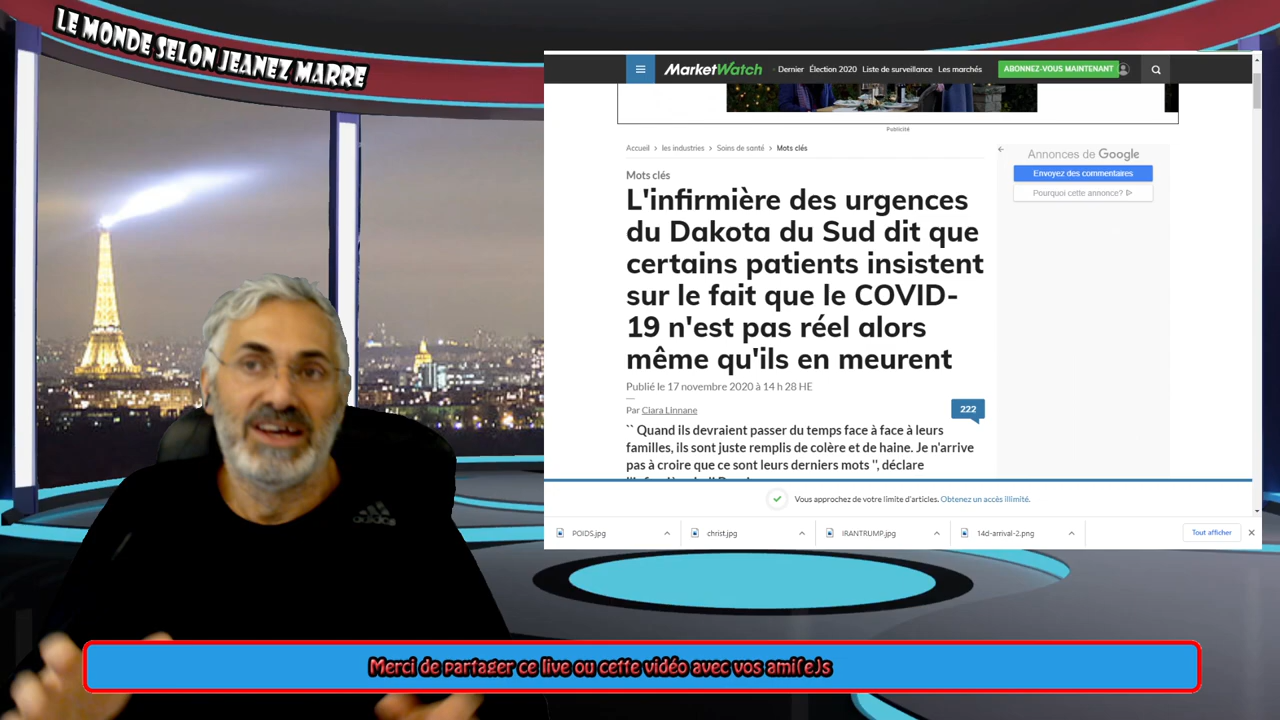 LE MONDE SELON JEANEZ MARRE
MarketWatch
Dernier Élection 2020 Liste de surveillance Les marchés
ABONNEZ-VOUS MAINTENANT
Publicité
Accueil > les industries > Soins de santé > Mots clés
Annonces de Google
Envoyez des commentaires
Pourquoi cette annonce?
Mots clés
L'infirmière des urgences
du Dakota du Sud dit que
certains patients insistent
sur le fait que le COVID-
19 n'est pas réel alors
même qu'ils en meurent
Publié le 17 novembre 2020 à 14 h 28 HE
Par Ciara Linnane
222
`` Quand ils devraient passer du temps face à face à leurs
familles, ils sont juste remplis de colère et de haine. Je n'arrive
pas à croire que ce sont leurs derniers mots '', déclare
Vous approchez de votre limite d'articles. Obtenez un accès illimité.
POIDS.jpg
christ.jpg
IRANTRUMP.jpg
14d-arrival-2.png
Tout afficher
adidas
Merci de partager ce live ou cette vidéo avec vos ami(e)s